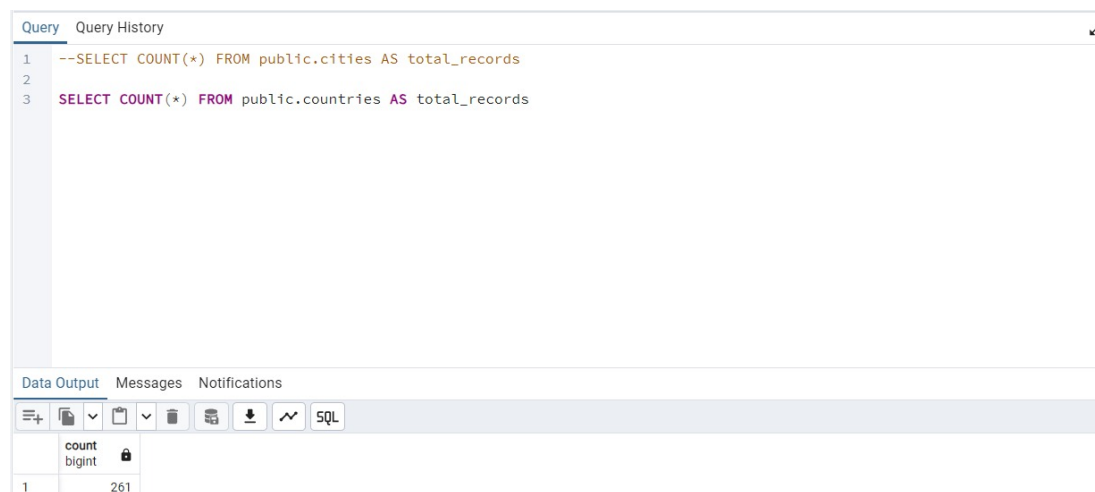 Query Query History
1 --SELECT COUNT(*) FROM public.cities AS total_records
2
3 SELECT COUNT(*) FROM public.countries AS total_records
Data Output Messages Notifications
SQL
count
bigint
1 261